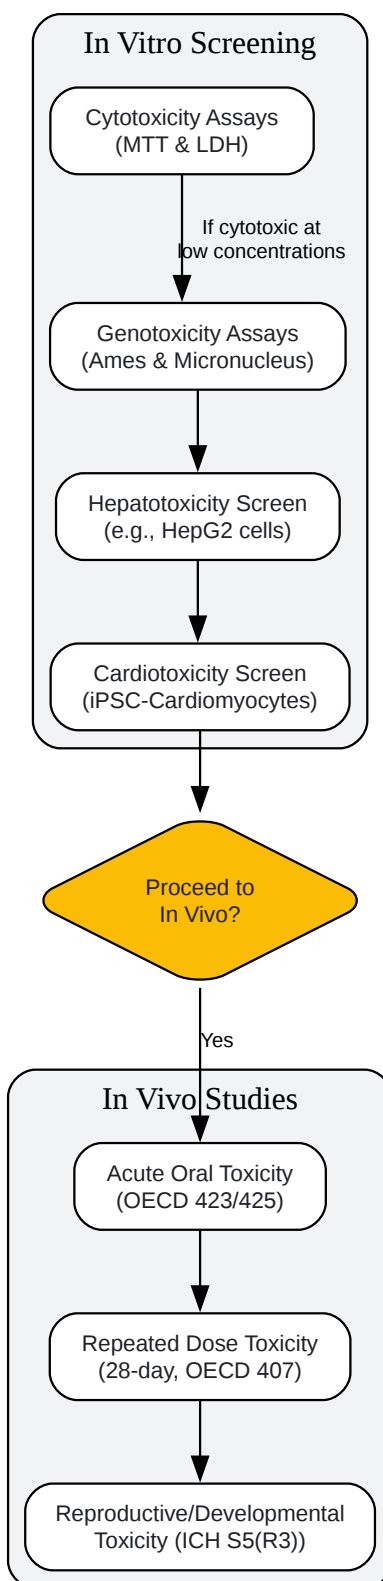 In Vitro Screening
Cytotoxicity Assays
(MTT & LDH)
If cytotoxic at
low concentrations
Genotoxicity Assays
(Ames & Micronucleus)
Hepatotoxicity Screen
(e.g., HepG2 cells)
Cardiotoxicity Screen
(iPSC-Cardiomyocytes)
Proceed to
In Vivo?
Yes
In Vivo Studies
Acute Oral Toxicity
(OECD 423/425)
Repeated Dose Toxicity
(28-day, OECD 407)
Reproductive/Developmental
Toxicity (ICH S5(R3))